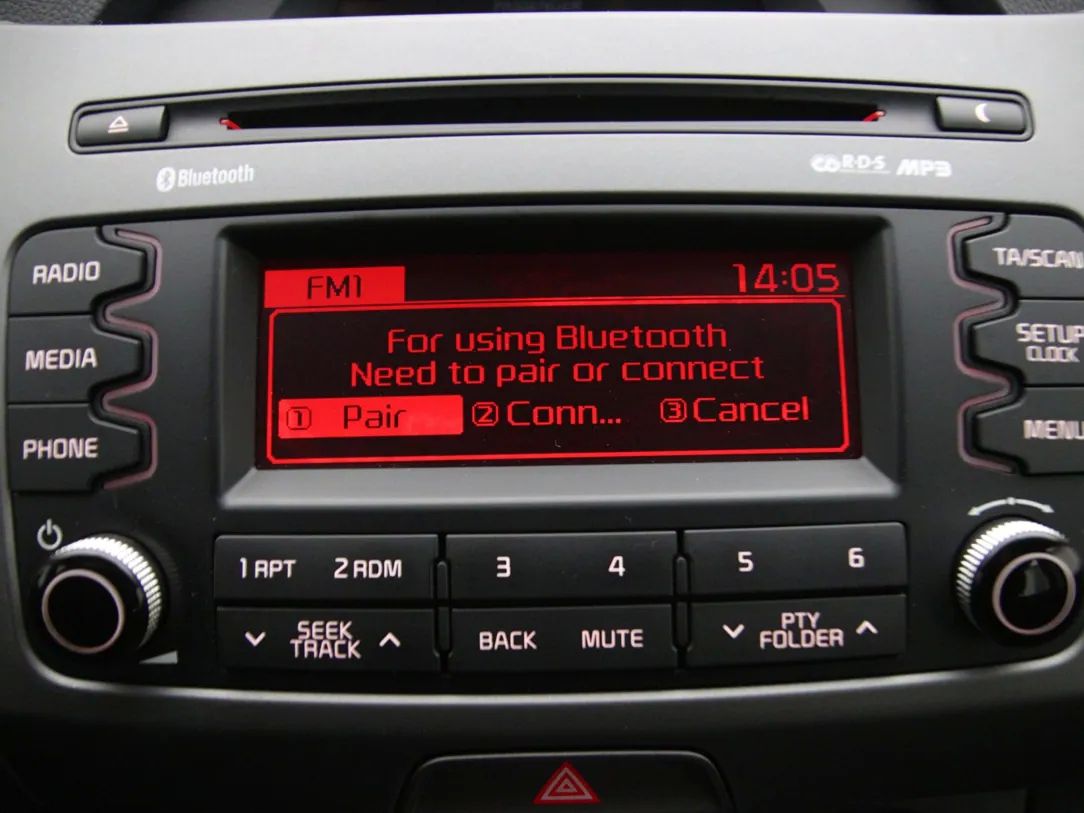 Bluetooth
R·D·S MP3
RADIO
MEDIA
PHONE
FM1 14:05
For using Bluetooth
Need to pair or connect
1 Pair 2 Conn... 3 Cancel
TA/SCAN
SETUP
CLOCK
MENU
1 RPT 2 RDM 3 4 5 6
SEEK
TRACK
BACK MUTE
PTY
FOLDER